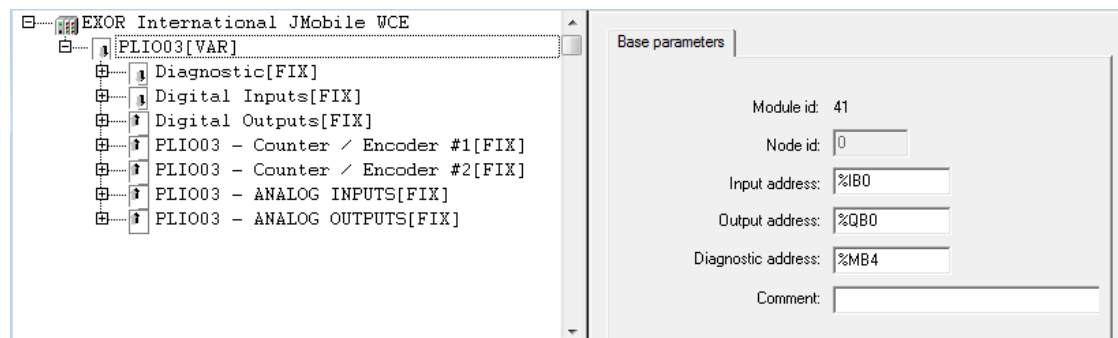 EXOR International JMobile WCE
PLIO03[VAR]
Diagnostic[FIX]
Digital Inputs[FIX]
Digital Outputs[FIX]
PLIO03 - Counter / Encoder #1[FIX]
PLIO03 - Counter / Encoder #2[FIX]
PLIO03 - ANALOG INPUTS[FIX]
PLIO03 - ANALOG OUTPUTS[FIX]
Base parameters
Module id: 41
Node id: 0
Input address: %IB0
Output address: %QB0
Diagnostic address: %MB4
Comment: